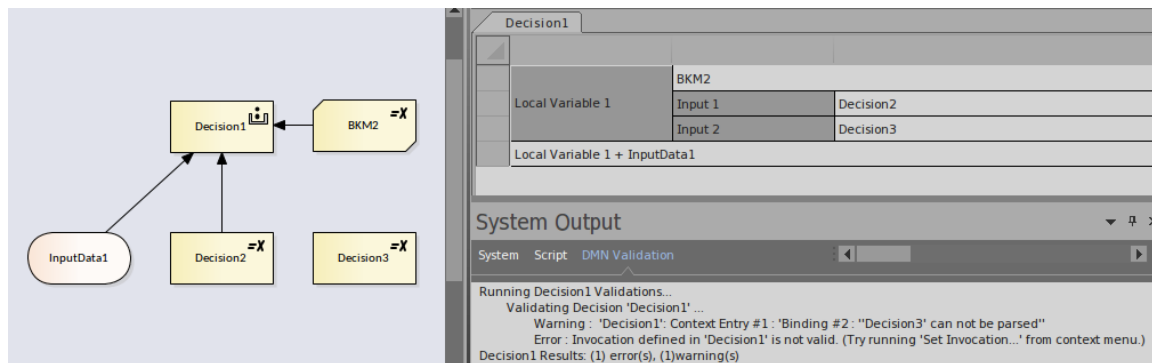 Decision1
=X
BKM2
InputData1
=X
Decision2
=X
Decision3
Decision1
BKM2
Local Variable 1
Input 1
Decision2
Input 2
Decision3
Local Variable 1 + InputData1
System Output
System Script DMN Validation
Running Decision1 Validations...
Validating Decision 'Decision1' ...
Warning : 'Decision1': Context Entry #1 : 'Binding #2 : "Decision3' can not be parsed"
Error : Invocation defined in 'Decision1' is not valid. (Try running 'Set Invocation...' from context menu.)
Decision1 Results: (1) error(s), (1)warning(s)